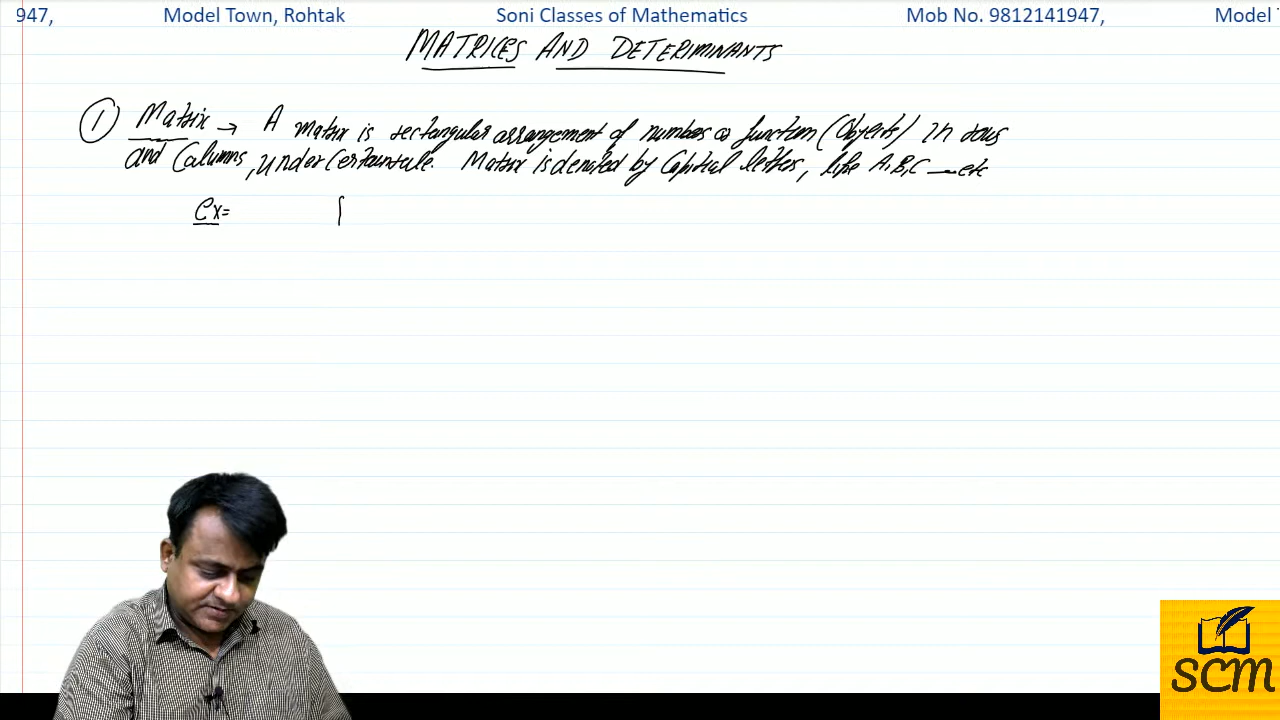 947, Model Town, Rohtak Soni Classes of Mathematics Mob No. 9812141947, Model T
MATRICES AND DETERIMINANTS
① Matrix → A matrix is rectangular arrangement of numbers or function (Objects) in rows
and Columns, under Certain rule. Matrix is denoted by Capital letters, like A, B, C — etc
Ex= [
SCM